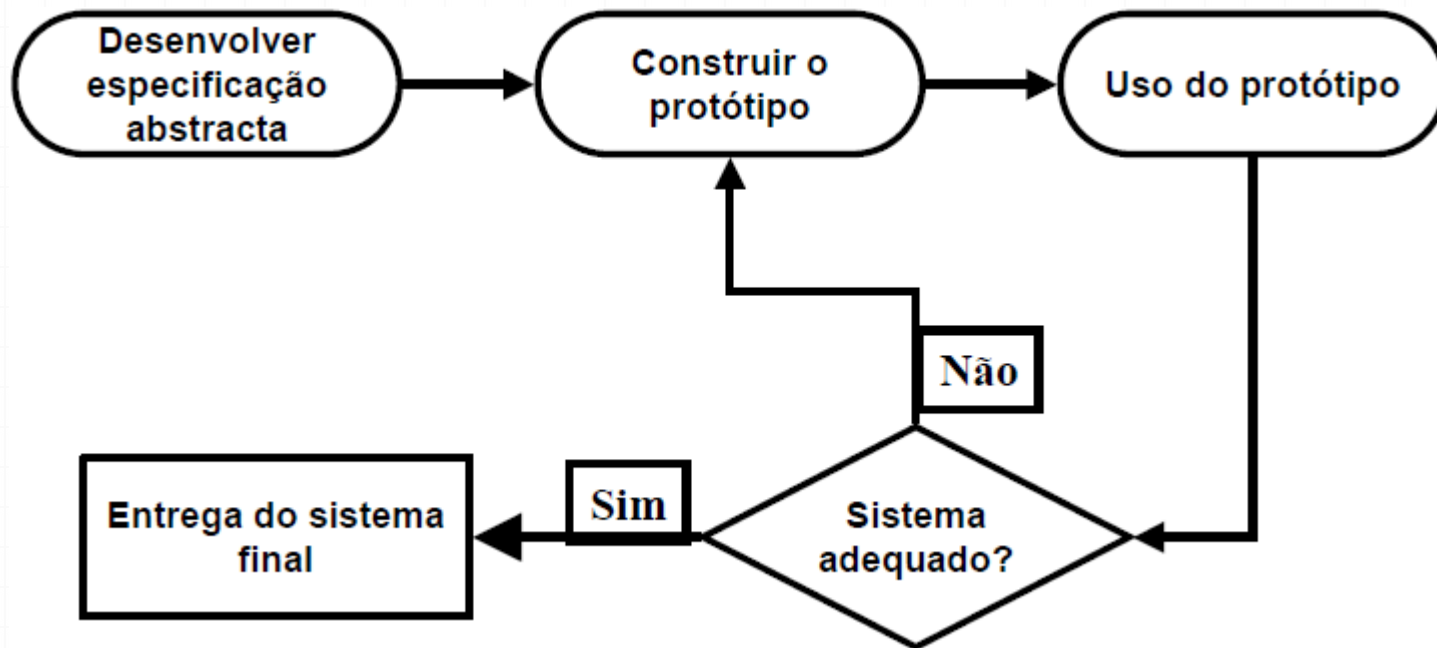 Desenvolver
especificação
abstracta
Construir o
protótipo
Uso do protótipo
Não
Sim
Entrega do sistema
final
Sistema
adequado?